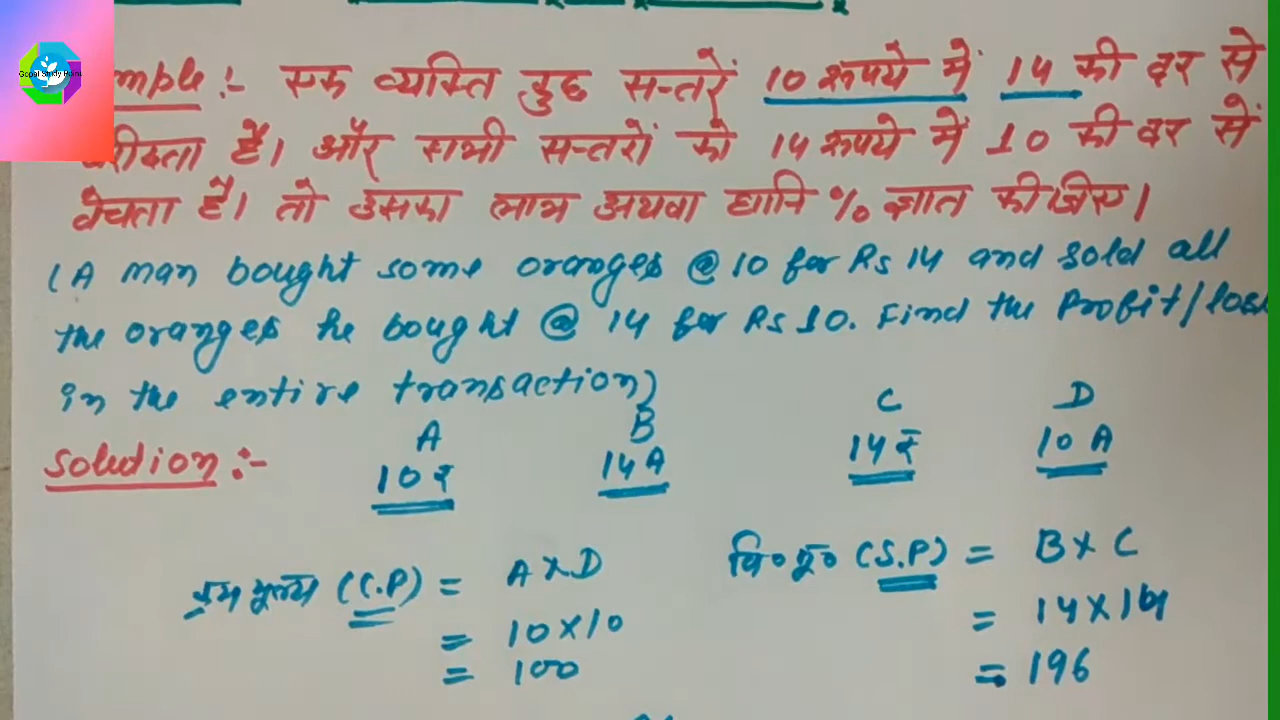 Gopal Study Point
mple :- एक व्यक्ति कुछ सन्तरें 10 रूपये में 14 की दर से
खरीदता है। और सभी सन्तरों को 14 रूपये में 10 की दर से
वेचता है। तो उसका लाभ अथवा हानि % ज्ञात कीजिए।
(A man bought some oranges @ 10 for Rs 14 and sold all
the oranges he bought @ 14 for Rs 10. Find the Profit/loss
in the entire transaction)
A B C D
Solution :- 10₹ 14A 14₹ 10A
क्रय मूल्य (C.P) = A×D वि० मू० (S.P) = B×C
= 10×10 = 14×14
= 100 = 196